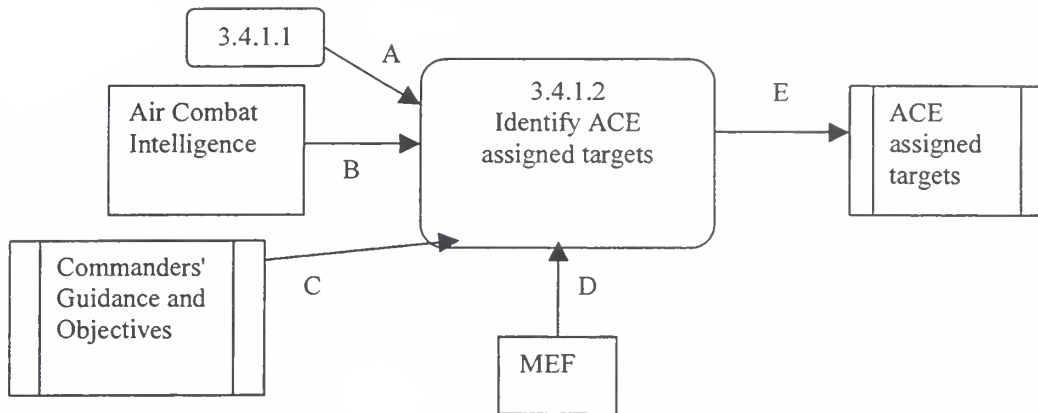 3.4.1.1
A
3.4.1.2
Identify ACE
assigned targets
E
Air Combat
Intelligence
B
ACE
assigned
targets
Commanders'
Guidance and
Objectives
C
D
MEF